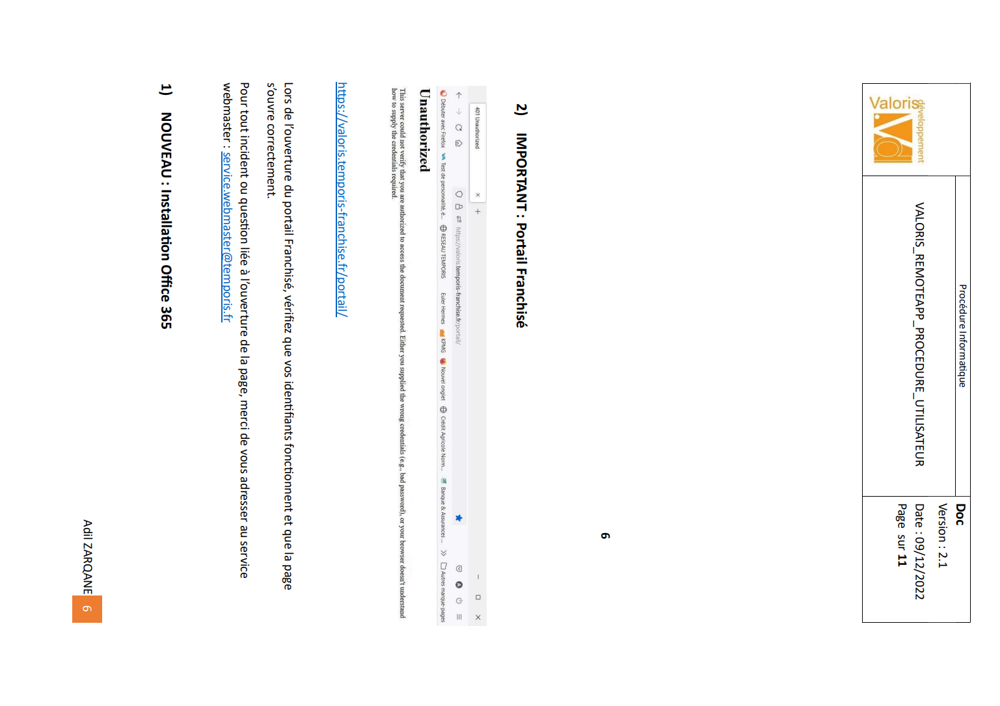 Valoris
développement
Procédure Informatique
VALORIS_REMOTEAPP_PROCEDURE_UTILISATEUR
Doc
Version : 2.1
Date : 09/12/2022
Page sur 11
6
2) IMPORTANT : Portail Franchisé
401 Unauthorized
https://valoris.temporis-franchise.fr/portail/
Débuter avec Firefox Test de personnalité, é... RESEAU TEMPORIS Euler Hermes KPMG Nouvel onglet Crédit Agricole Norm... Banque & Assurances ... Autres marque-pages
Unauthorized
This server could not verify that you are authorized to access the document requested. Either you supplied the wrong credentials (e.g., bad password), or your browser doesn't understand
how to supply the credentials required.
https://valoris.temporis-franchise.fr/portail/
Lors de l’ouverture du portail Franchisé, vérifiez que vos identifiants fonctionnent et que la page
s’ouvre correctement.
Pour tout incident ou question liée à l’ouverture de la page, merci de vous adresser au service
webmaster : service.webmaster@temporis.fr
1) NOUVEAU : Installation Office 365
Adil ZARQANE 6